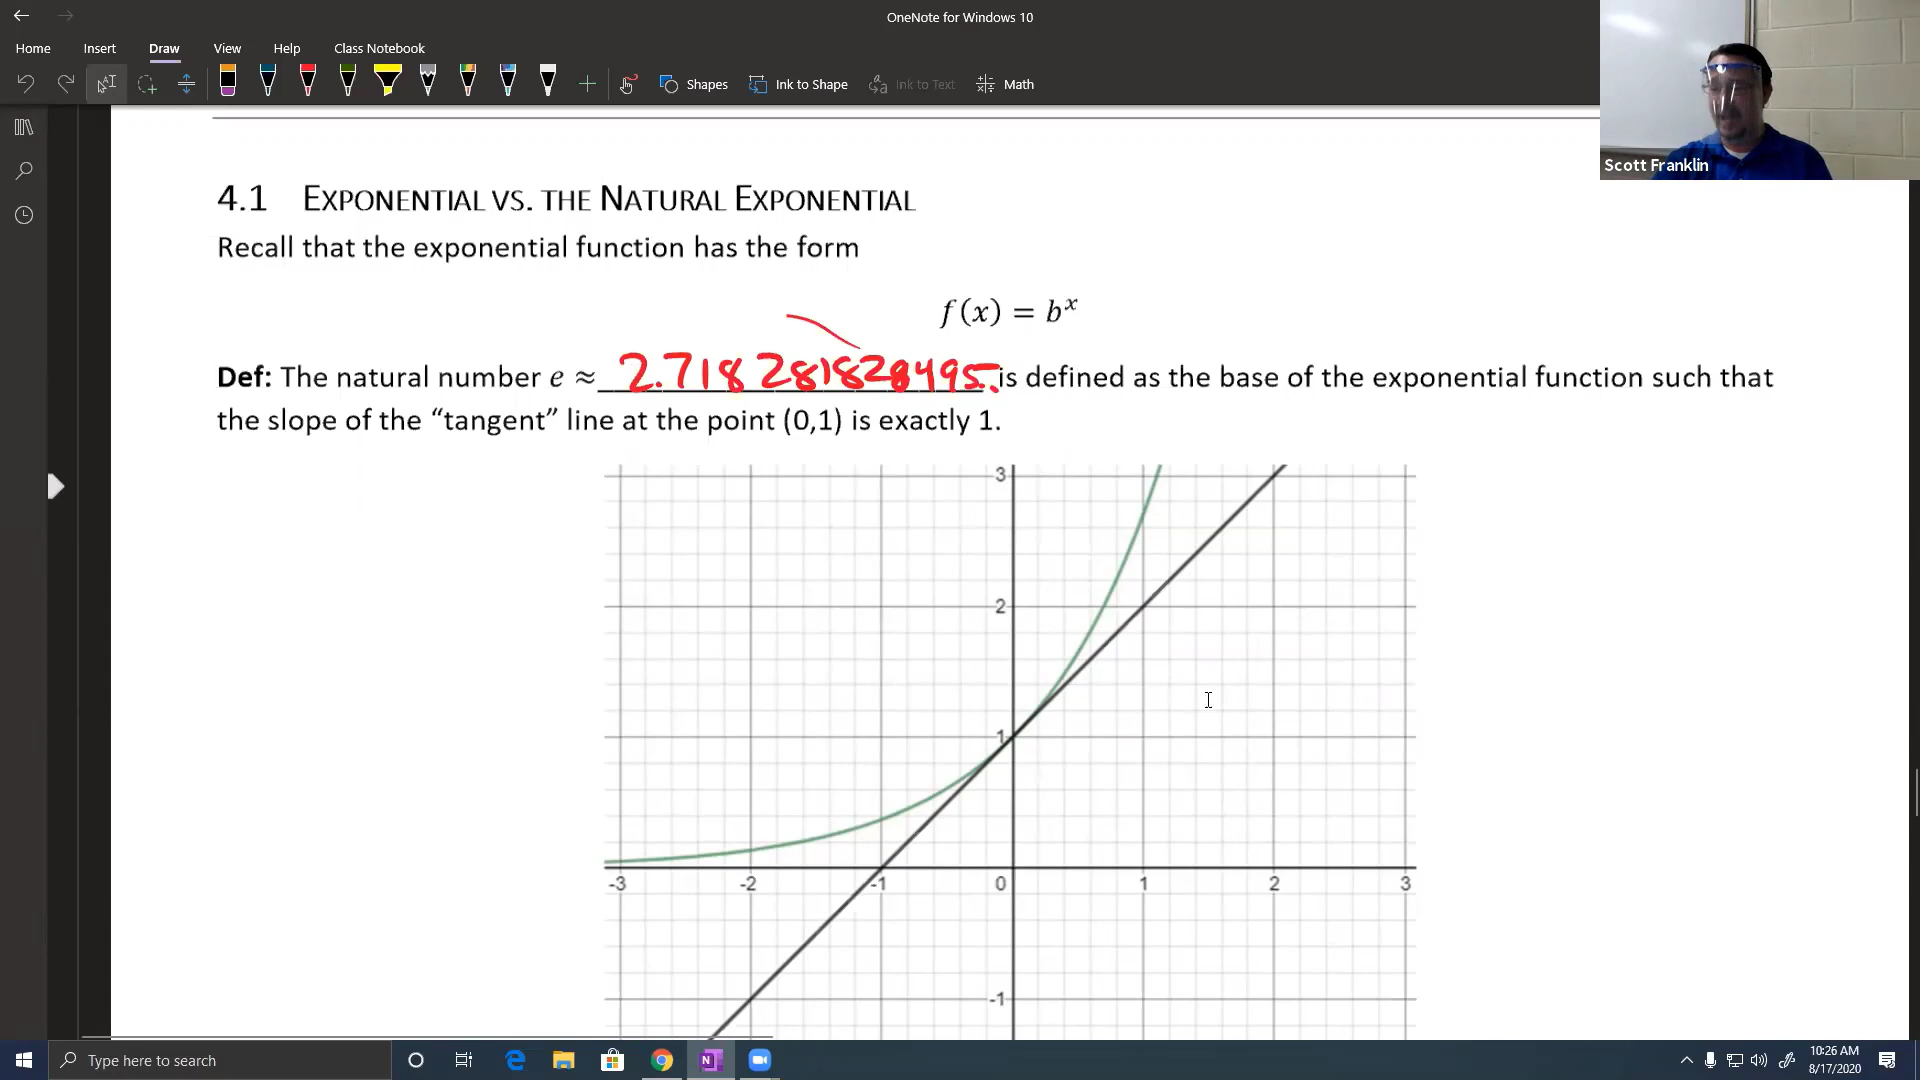 OneNote for Windows 10
Home Insert Draw View Help Class Notebook
Shapes Ink to Shape Ink to Text Math
Scott Franklin
4.1 EXPONENTIAL VS. THE NATURAL EXPONENTIAL
Recall that the exponential function has the form
f(x) = b^x
Def: The natural number e ≈ 2.718281828495. is defined as the base of the exponential function such that
the slope of the “tangent” line at the point (0,1) is exactly 1.
3
2
1
-3 -2 -1 0 1 2 3
-1
Type here to search
10:26 AM
8/17/2020